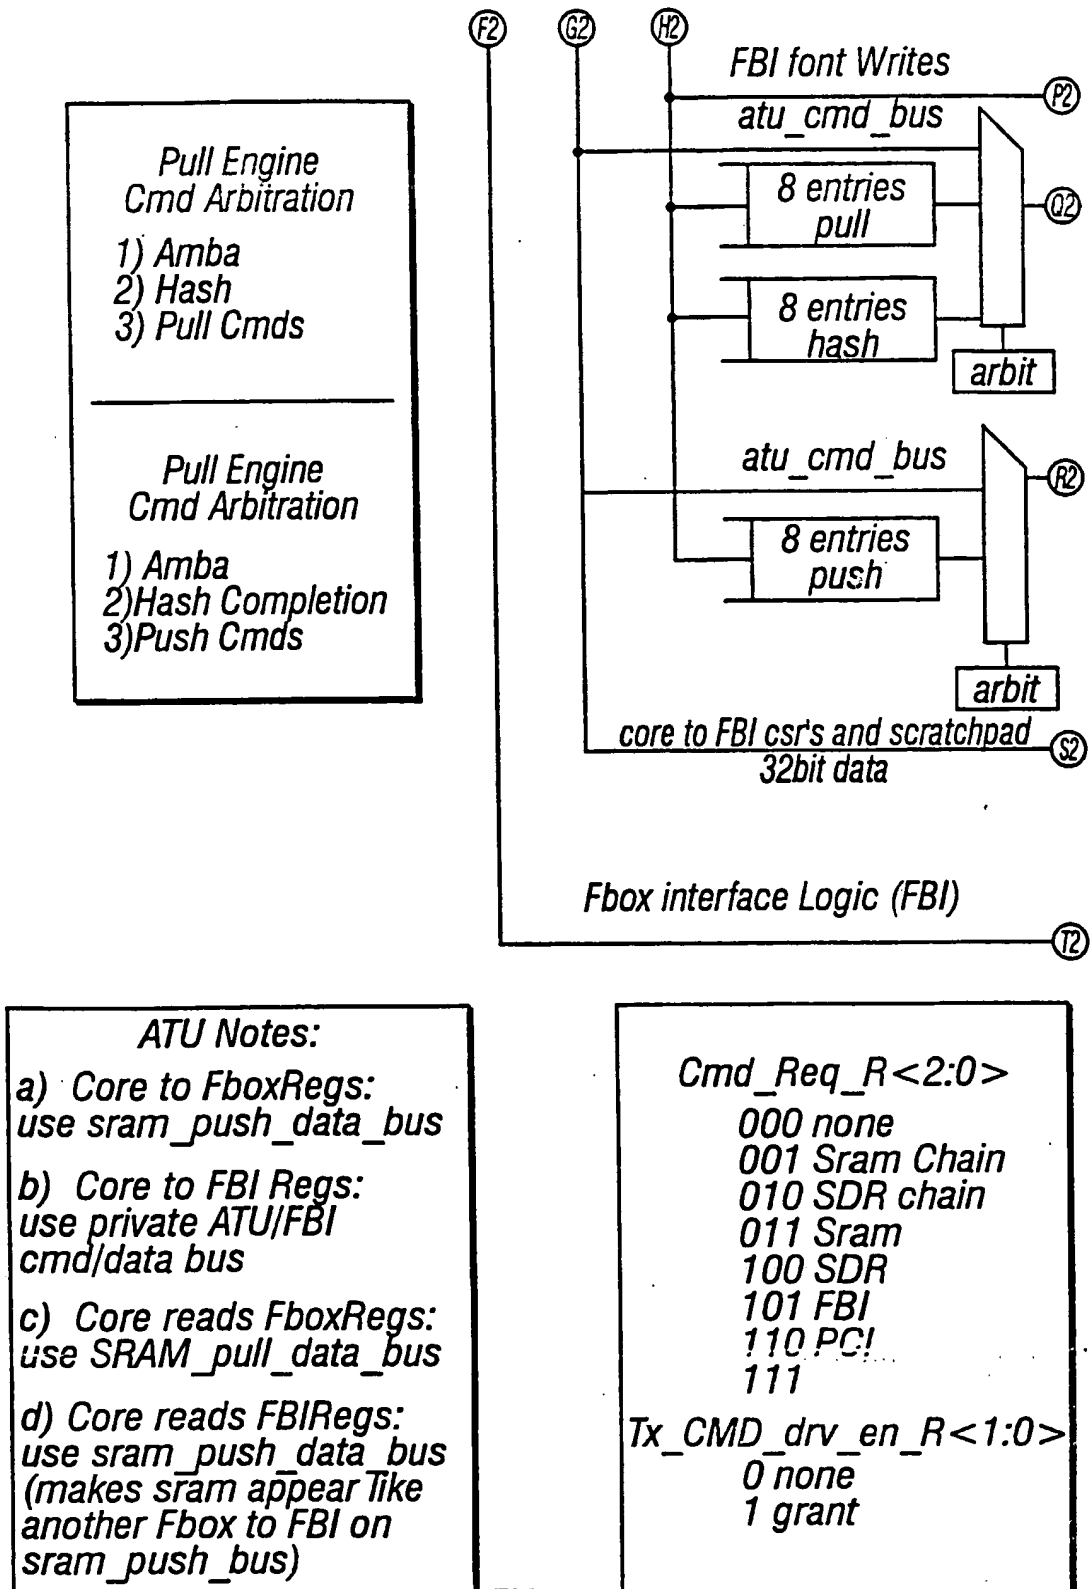 F2
G2
H2
FBI font Writes
P2
atu_cmd_bus
8 entries
pull
Q2
8 entries
hash
arbit
Pull Engine
Cmd Arbitration
1) Amba
2) Hash
3) Pull Cmds
Pull Engine
Cmd Arbitration
1) Amba
2)Hash Completion
3)Push Cmds
atu_cmd_bus
R2
8 entries
push
arbit
core to FBI csr's and scratchpad
32bit data
S2
Fbox interface Logic (FBI)
T2
ATU Notes:
a) Core to FboxRegs:
use sram_push_data_bus
b) Core to FBI Regs:
use private ATU/FBI
cmd/data bus
c) Core reads FboxRegs:
use SRAM_pull_data_bus
d) Core reads FBIRegs:
use sram_push_data_bus
(makes sram appear like
another Fbox to FBI on
sram_push_bus)
Cmd_Req_R<2:0>
000 none
001 Sram Chain
010 SDR chain
011 Sram
100 SDR
101 FBI
110 PCI
111
Tx_CMD_drv_en_R<1:0>
0 none
1 grant